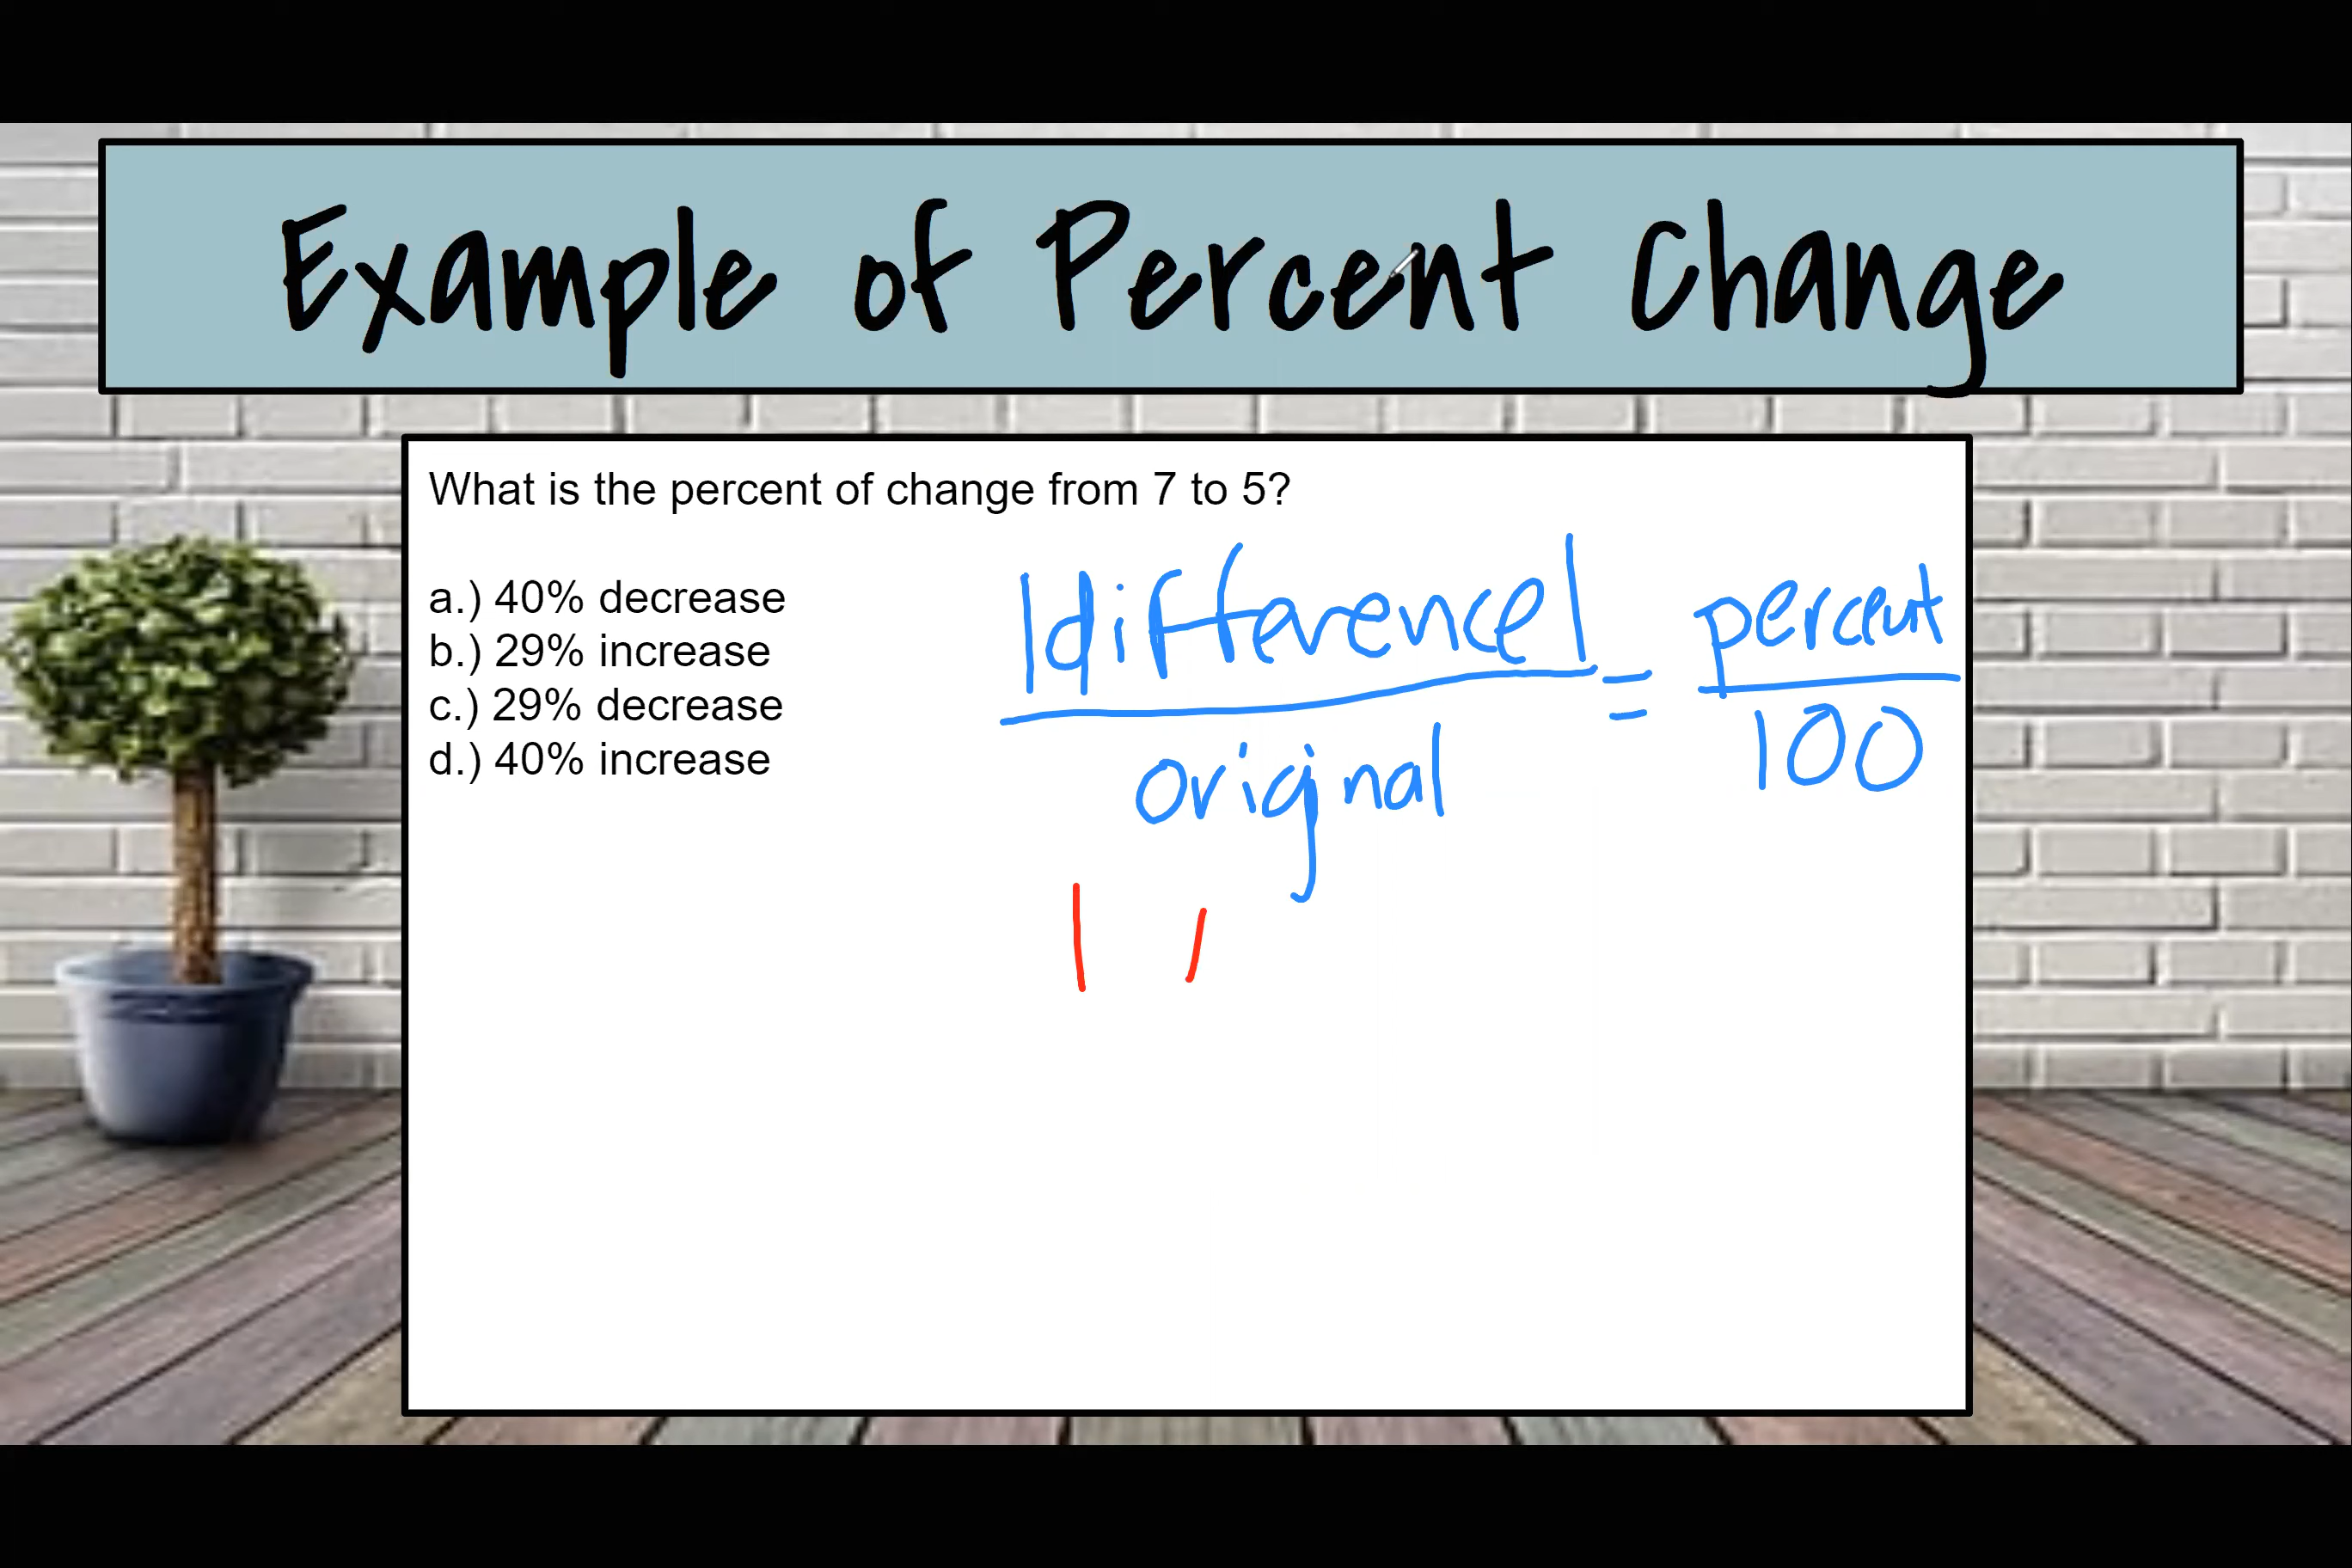 Example of Percent Change
What is the percent of change from 7 to 5?
a.) 40% decrease
b.) 29% increase
c.) 29% decrease
d.) 40% increase
|difference|
original
=
percent
100
|